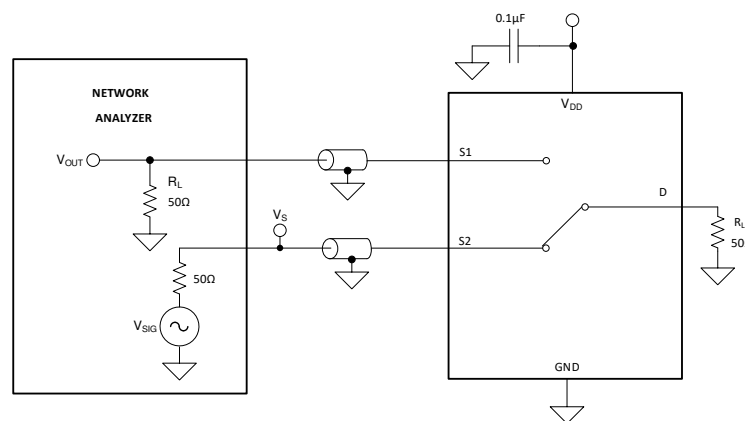 0.1µF
NETWORK
ANALYZER
VDD
VOUT
S1
RL
50Ω
D
VS
S2
RL
50
50Ω
VSIG
GND